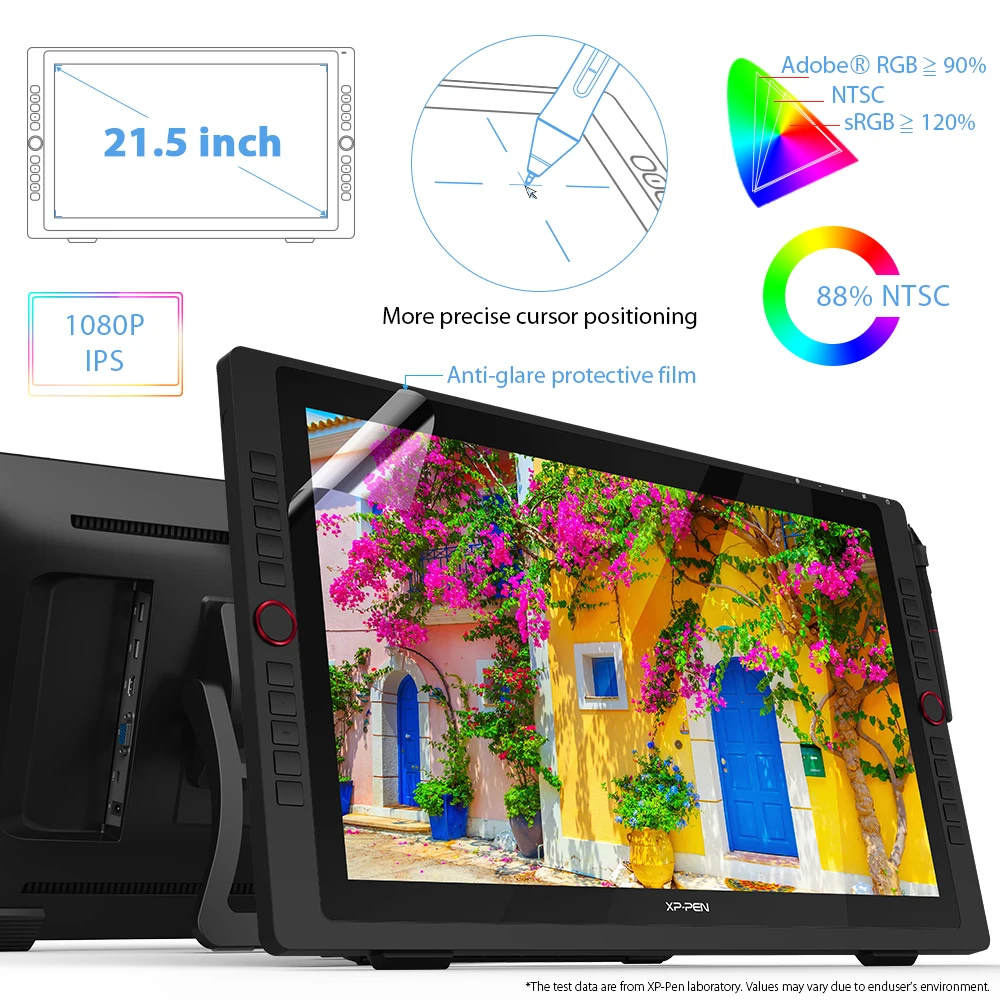 21.5 inch
Adobe® RGB ≧ 90%
NTSC
sRGB ≧ 120%
88% NTSC
More precise cursor positioning
1080P
IPS
Anti-glare protective film
XP-PEN
*The test data are from XP-Pen laboratory. Values may vary due to enduser's environment.